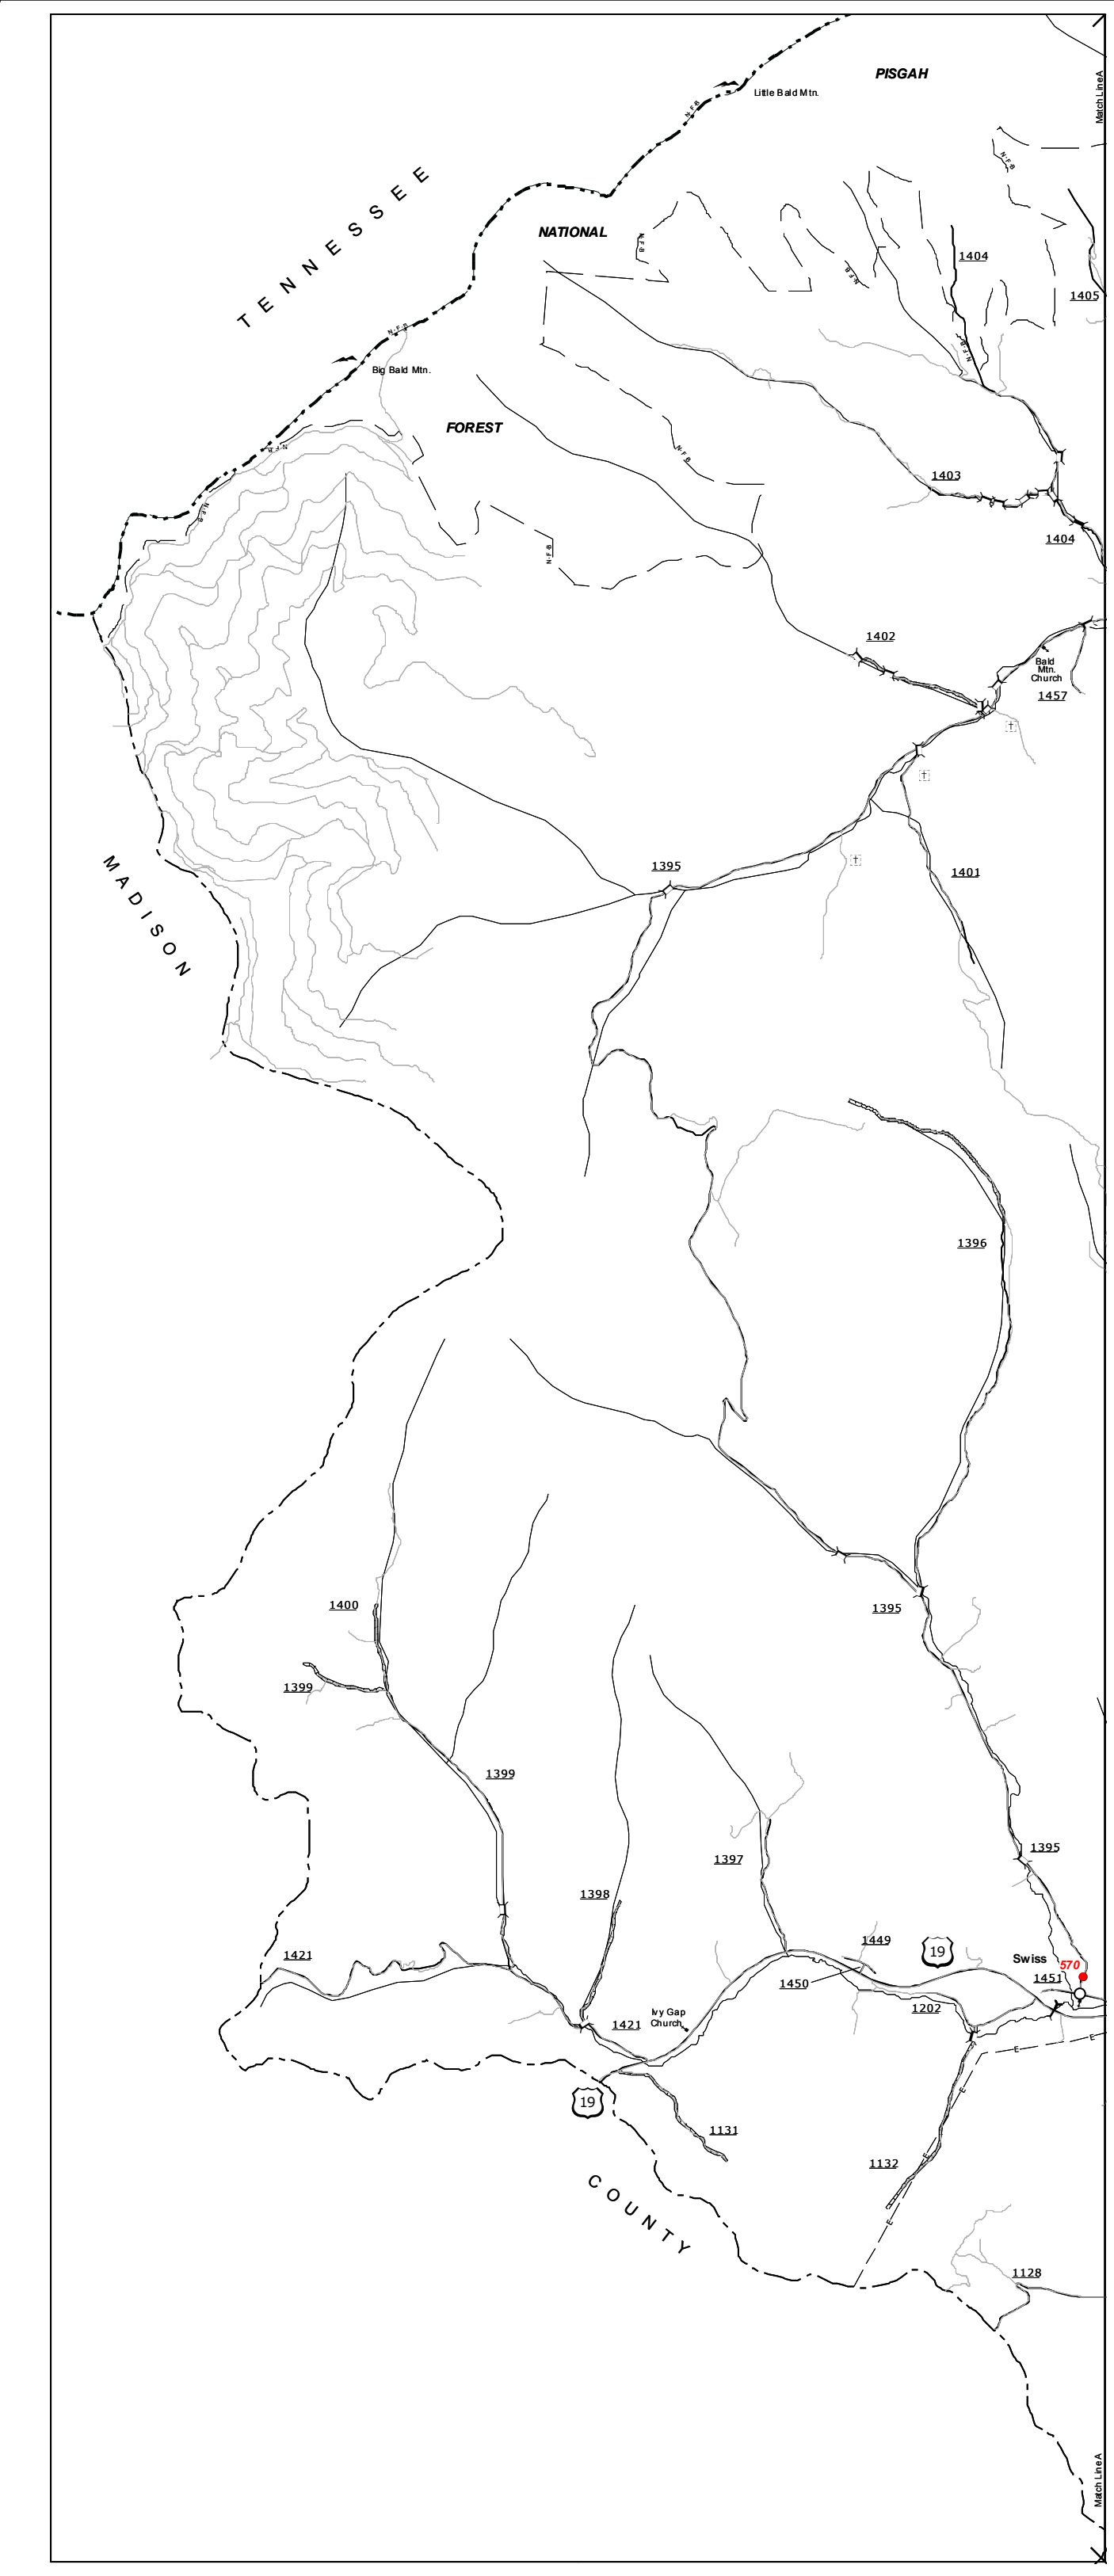 PISGAH
Match Line A
Little Bald Mtn.
N-F-B
TENNESSEE
N-F-B
NATIONAL
N-F-B
1404
N-F-B
1405
N-F-B
Big Bald Mtn.
N-F-B
FOREST
N-F-B
N-F-B
1403
N-F-B
1404
N-F-B
1402
Bald
Mtn.
Church
1457
MADISON
1395
1401
1396
1400
1395
1399
1399
1395
1397
1398
1449
19
1421
Swiss
570
1451
1450
1202
Ivy Gap
Church
1421
E
E
19
E
1131
E
1132
COUNTY
E
1128
Match Line A